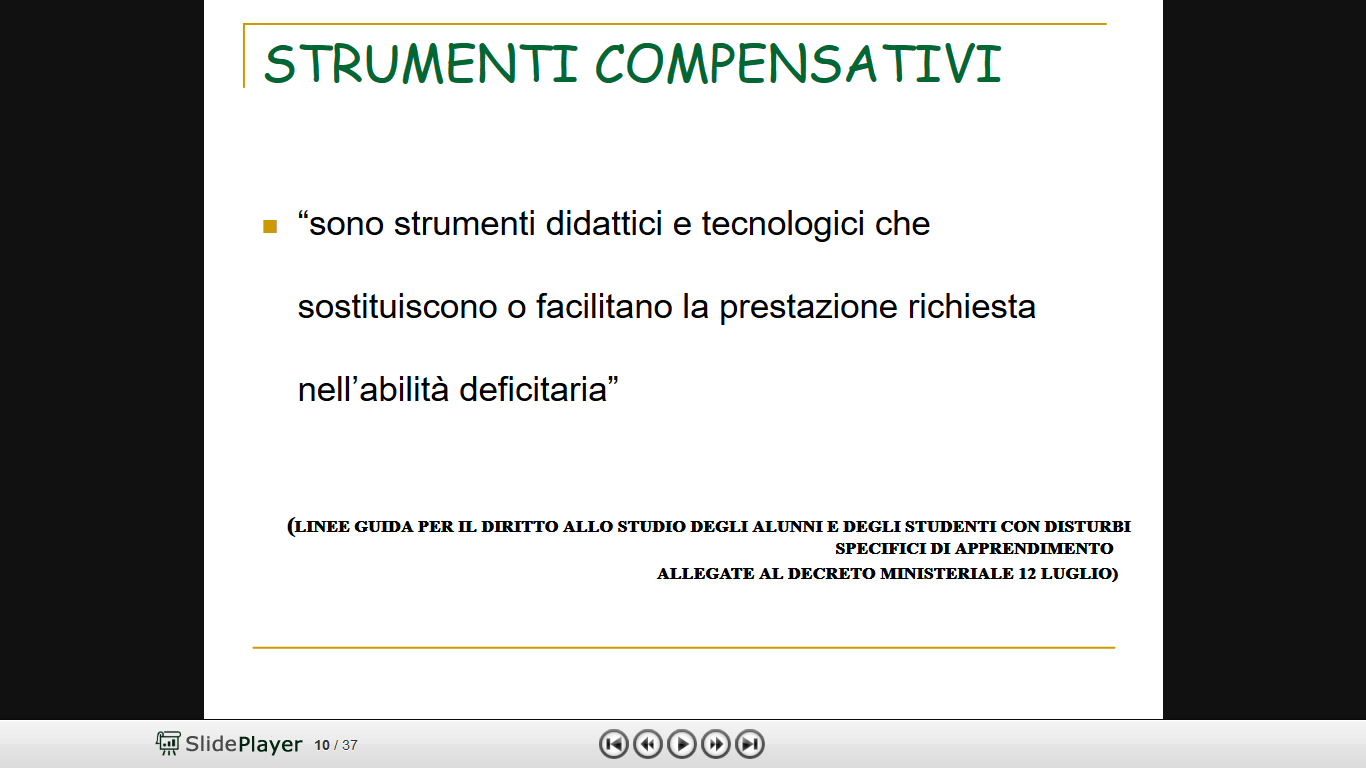 STRUMENTI COMPENSATIVI
“sono strumenti didattici e tecnologici che
sostituiscono o facilitano la prestazione richiesta
nell’abilità deficitaria”
(LINEE GUIDA PER IL DIRITTO ALLO STUDIO DEGLI ALUNNI E DEGLI STUDENTI CON DISTURBI
SPECIFICI DI APPRENDIMENTO
ALLEGATE AL DECRETO MINISTERIALE 12 LUGLIO)
SlidePlayer 10 / 37